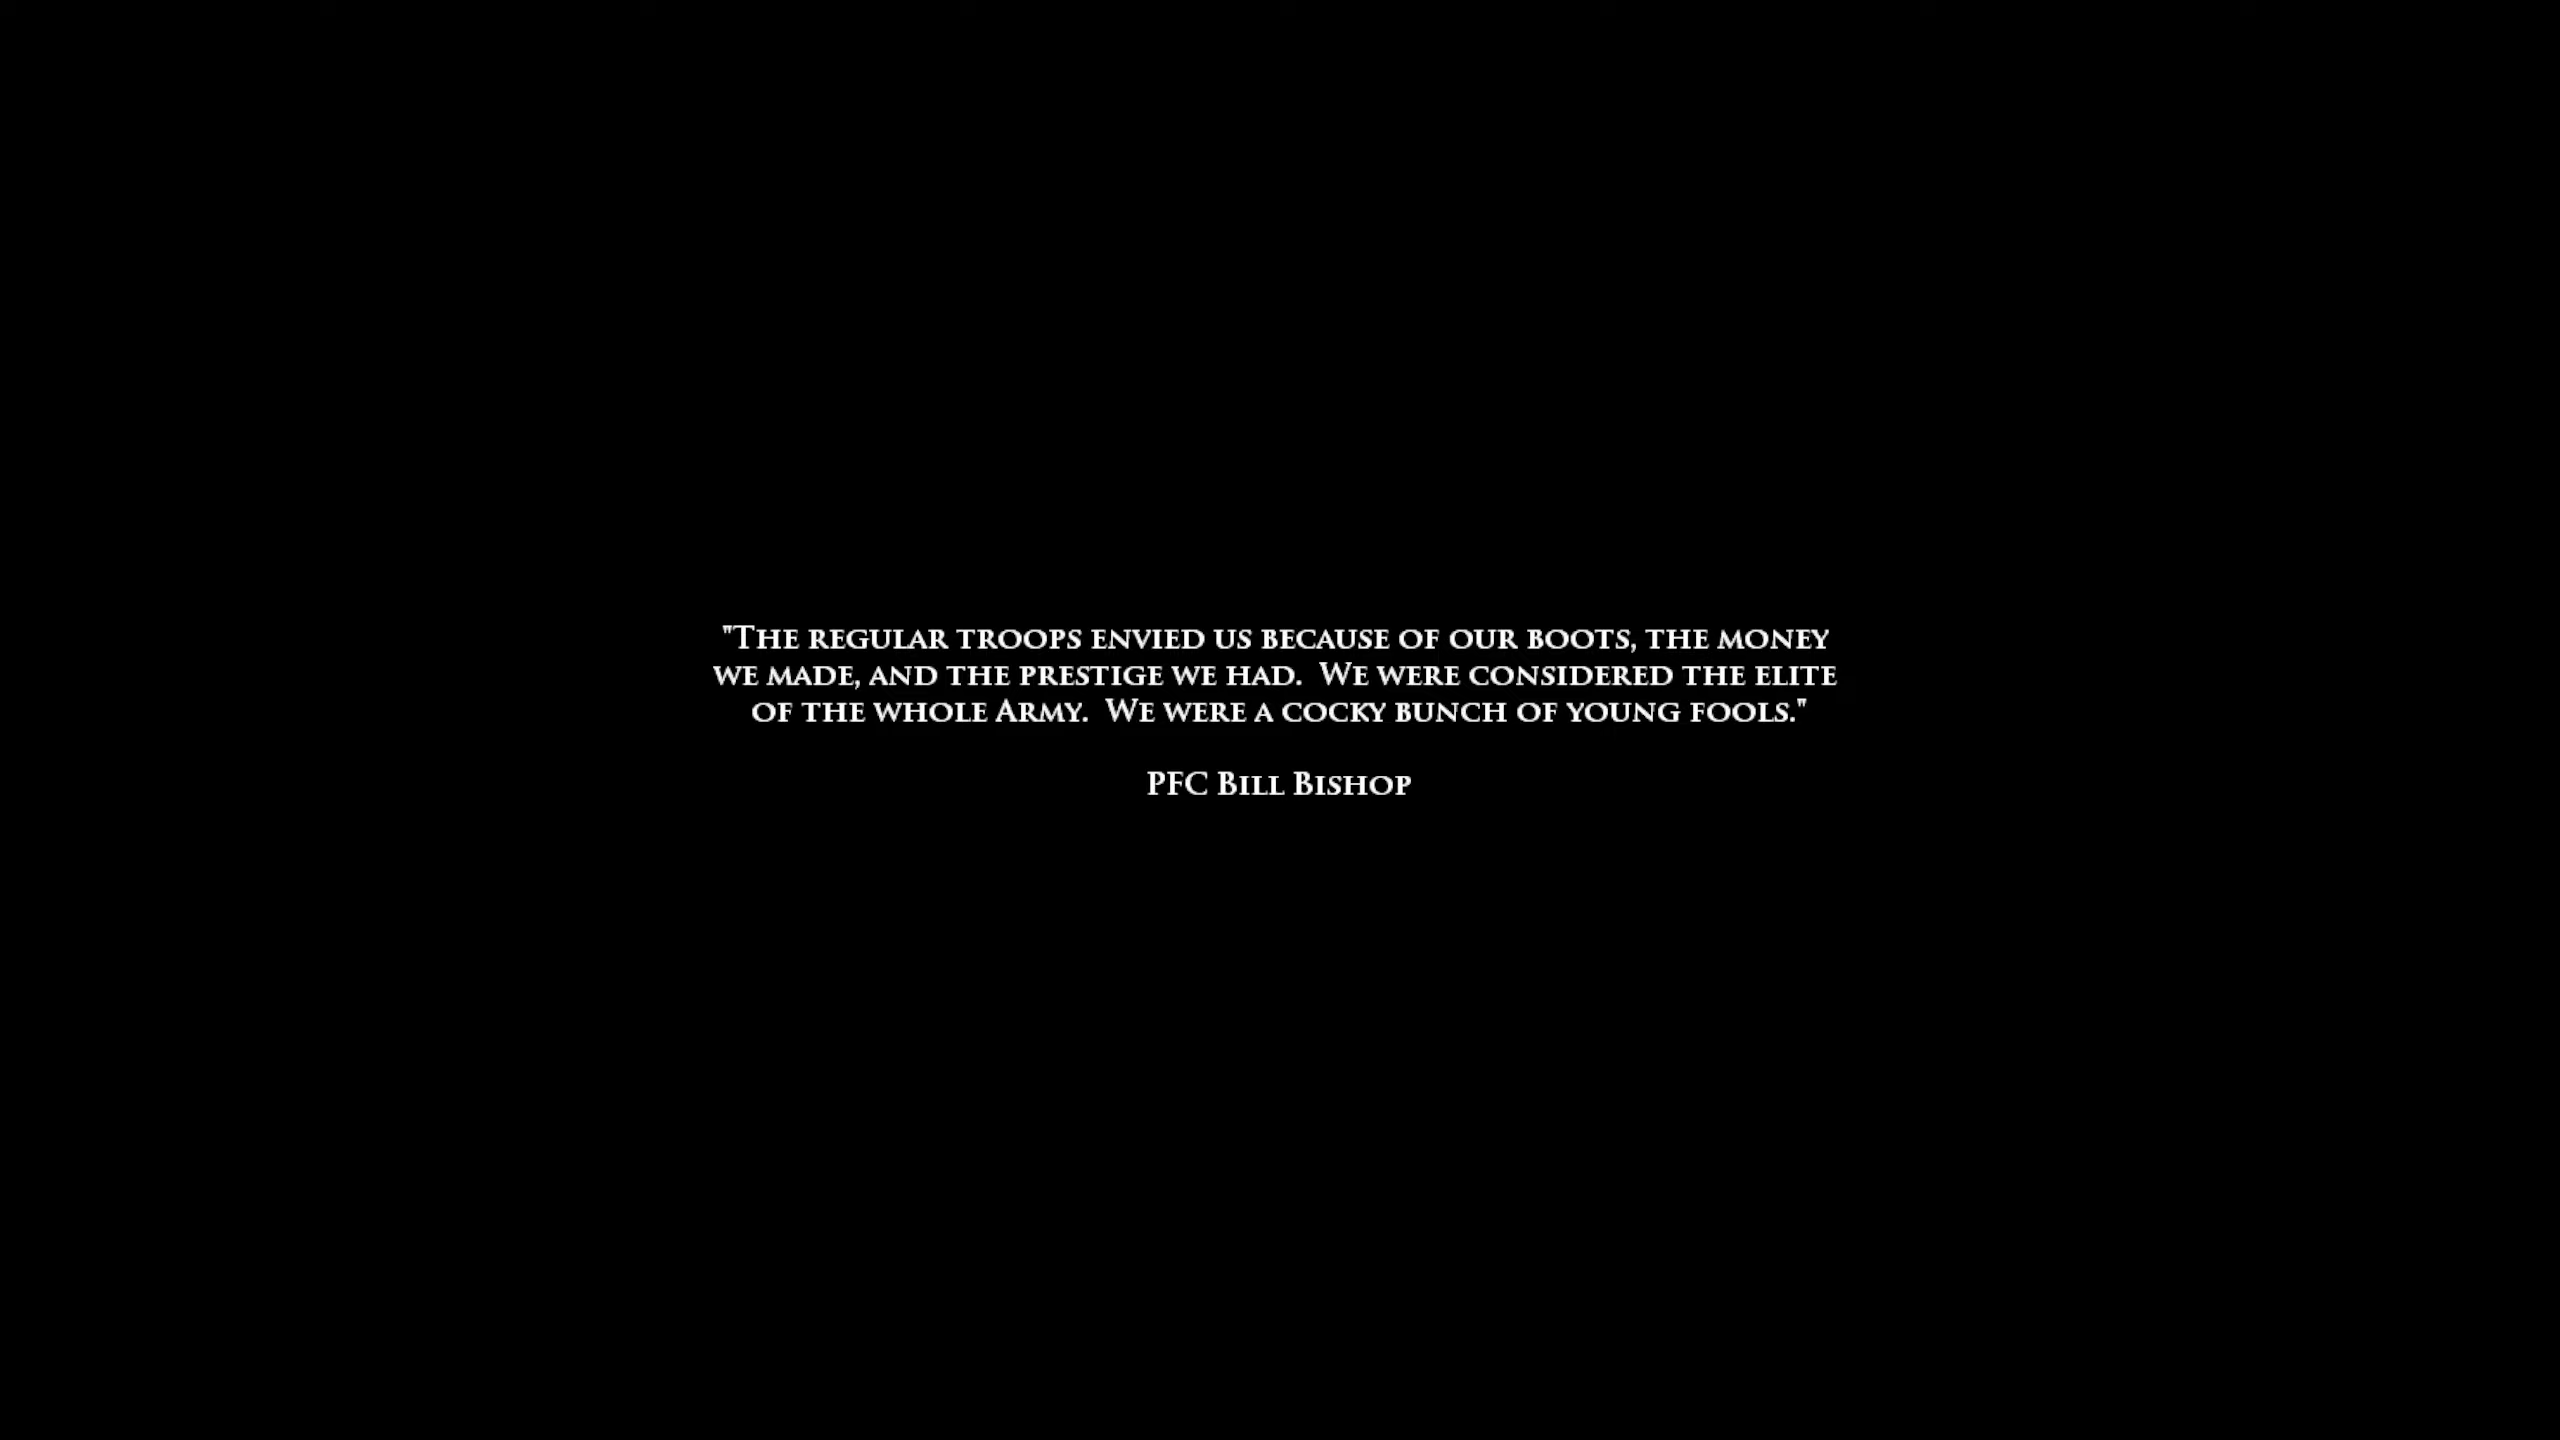 "The regular troops envied us because of our boots, the money
we made, and the prestige we had.  We were considered the elite
of the whole Army.  We were a cocky bunch of young fools."
PFC Bill Bishop